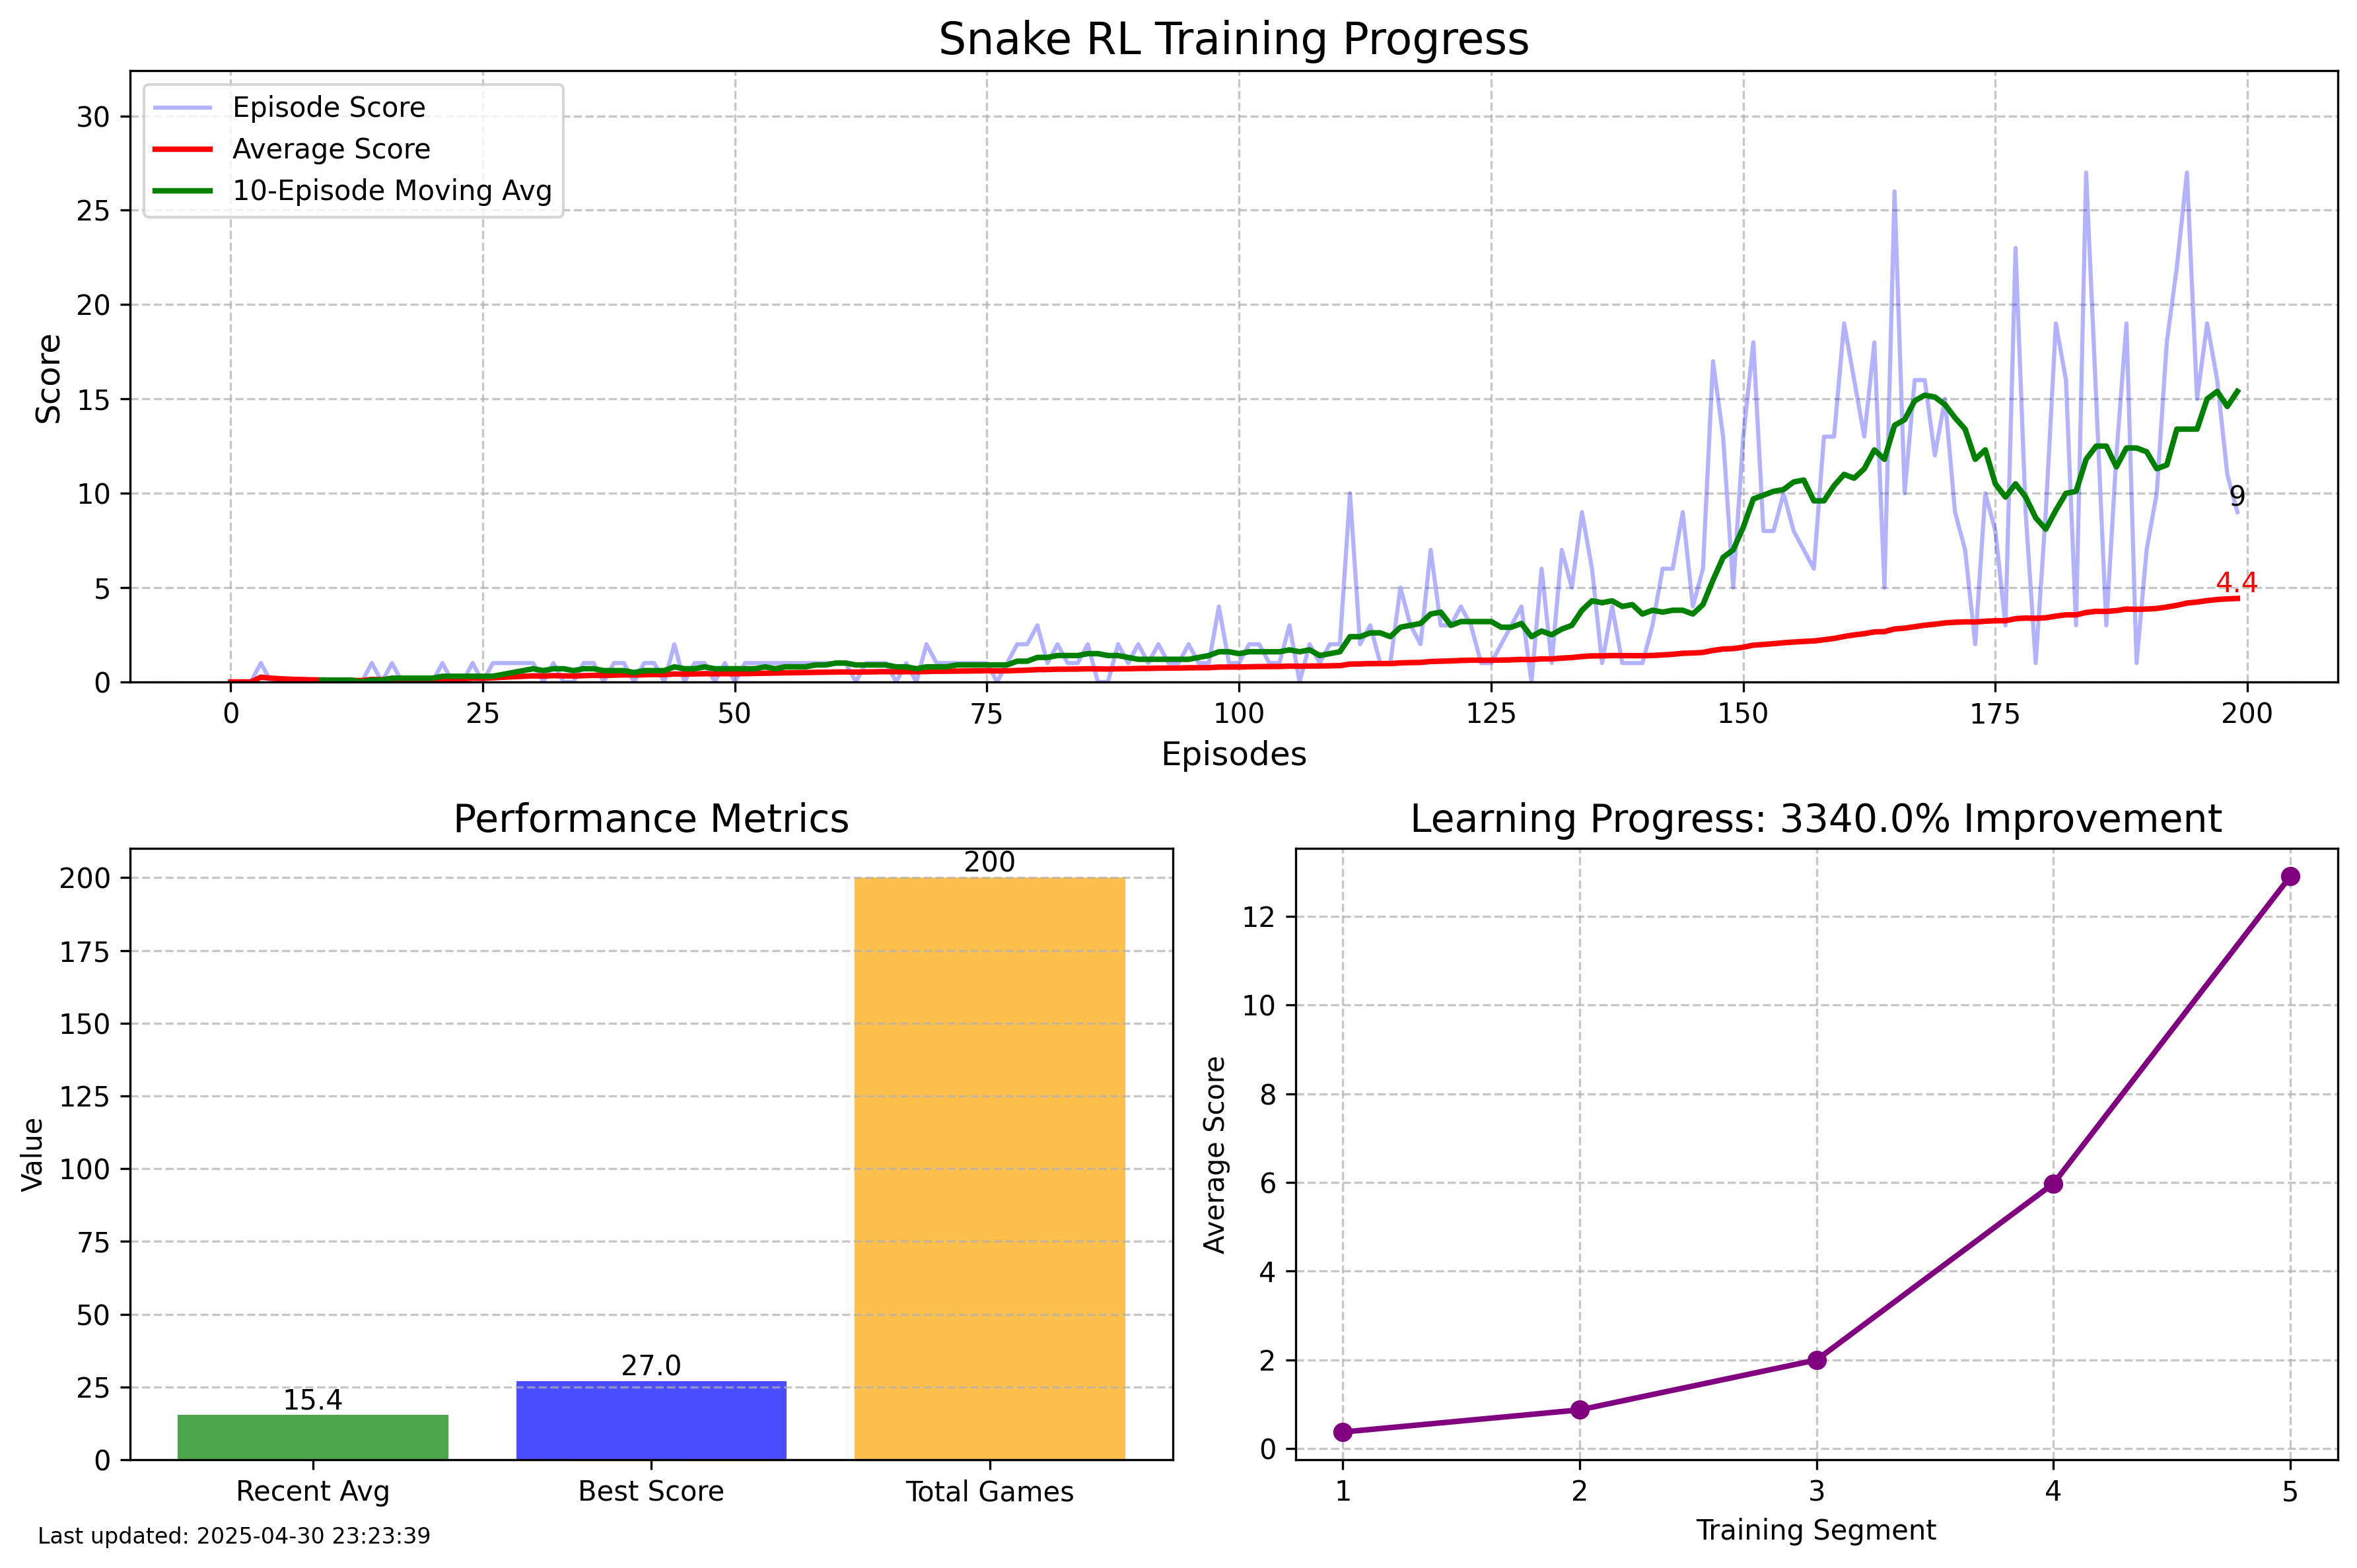 Snake RL Training Progress
Episode Score
Average Score
10-Episode Moving Avg
Score
30
25
20
15
10
5
0
9
4.4
0 25 50 75 100 125 150 175 200
Episodes
Performance Metrics
Value
200
175
150
125
100
75
50
25
0
15.4
27.0
200
Recent Avg Best Score Total Games
Learning Progress: 3340.0% Improvement
Average Score
12
10
8
6
4
2
0
1 2 3 4 5
Training Segment
Last updated: 2025-04-30 23:23:39